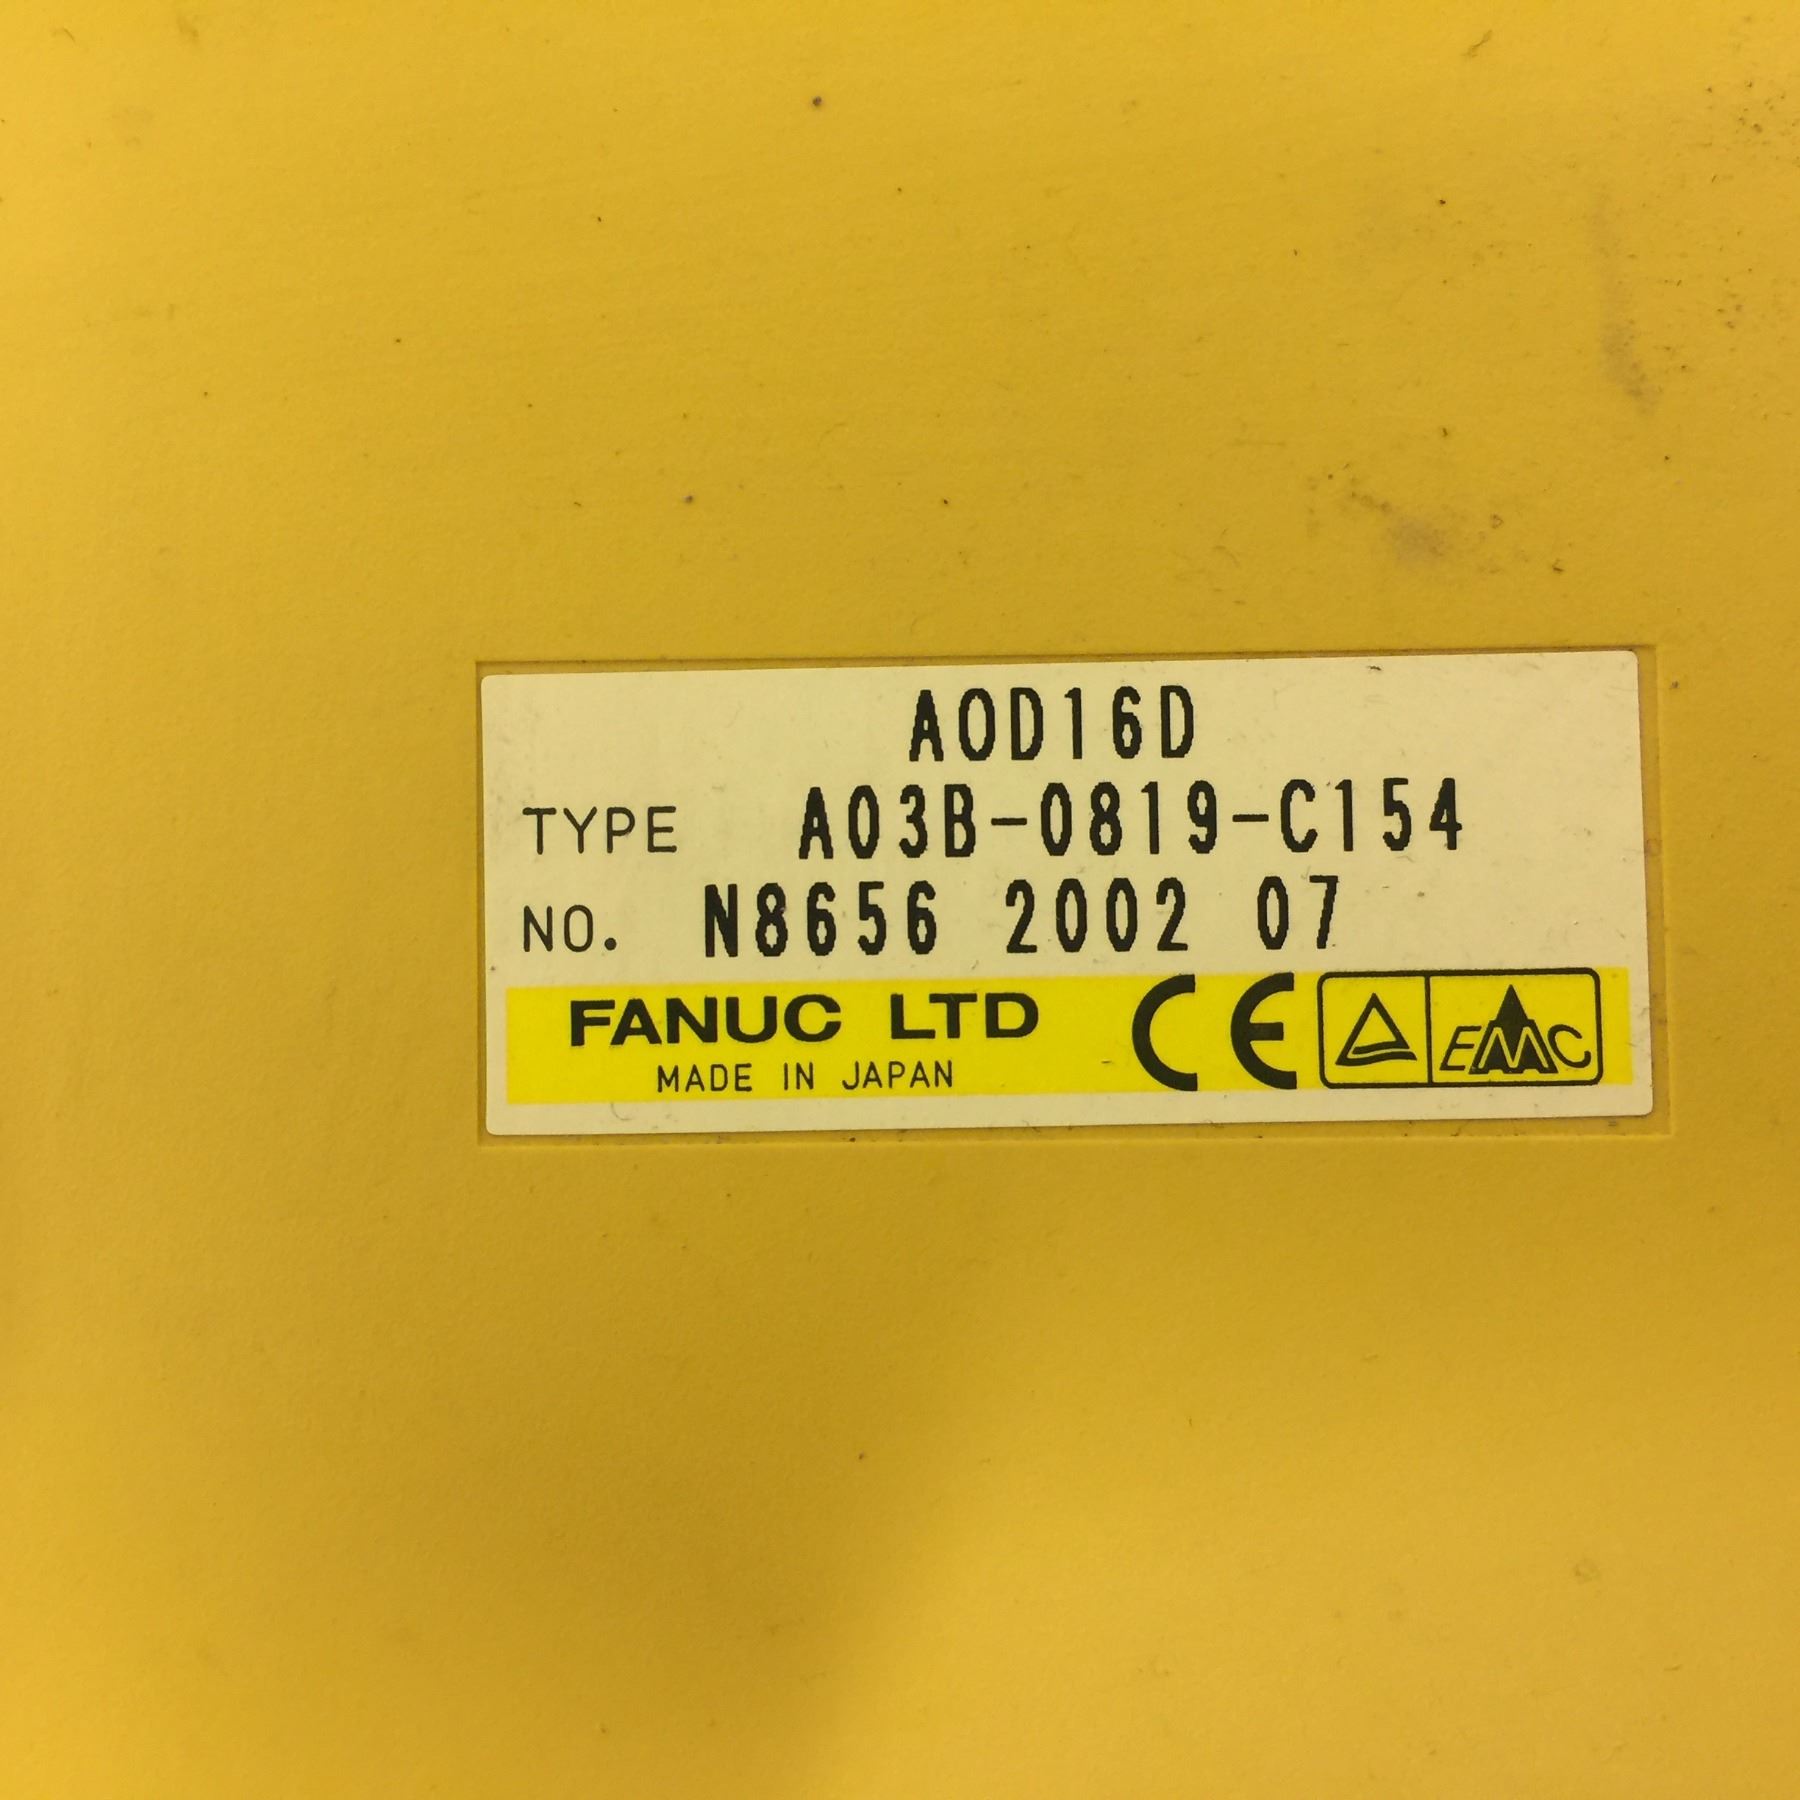 AOD16D
TYPE A03B-0819-C154
NO. N8656 2002 07
FANUC LTD CE EMC
MADE IN JAPAN